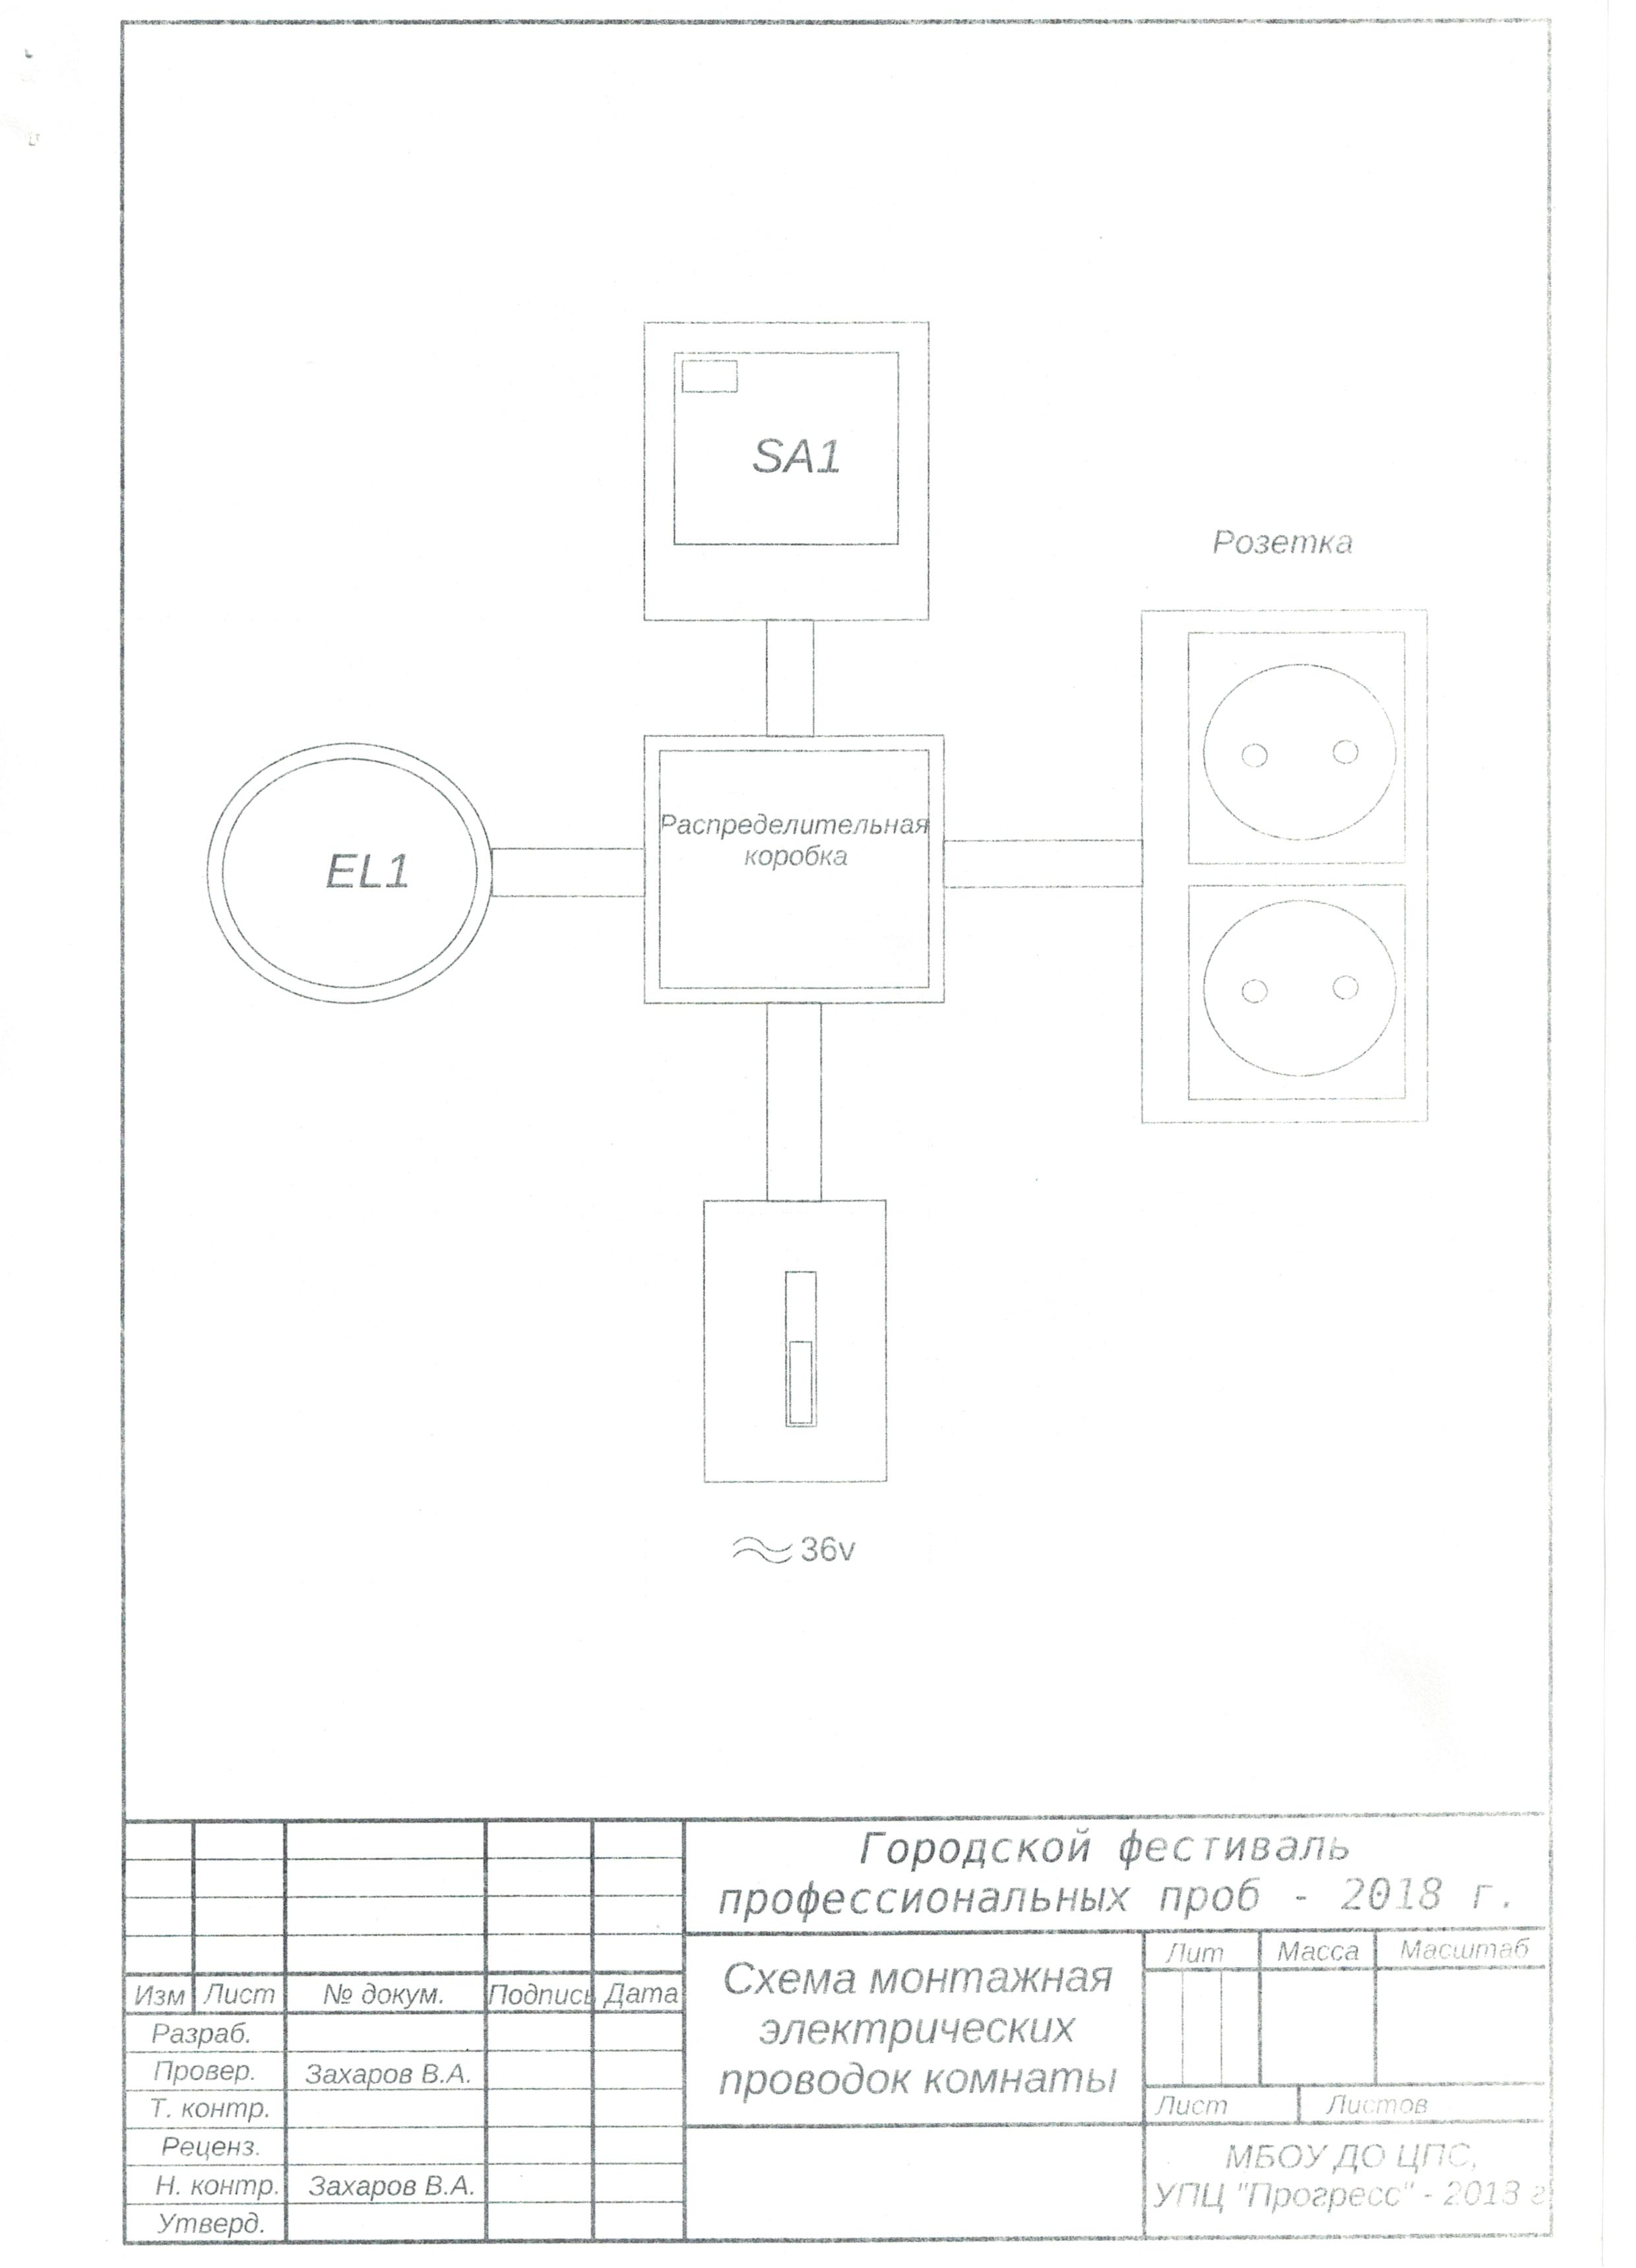 SA1
Розетка
Распределительная
коробка
EL1
36v
Городской фестиваль
профессиональных проб - 2018 г.
Схема монтажная
электрических
проводок комнаты
Лит Масса Масштаб
Лист Листов
МБОУ ДО ЦПС,
УПЦ "Прогресс" - 2018 г
Изм Лист № докум. Подпись Дата
Разраб.
Провер. Захаров В.А.
Т. контр.
Реценз.
Н. контр. Захаров В.А.
Утверд.